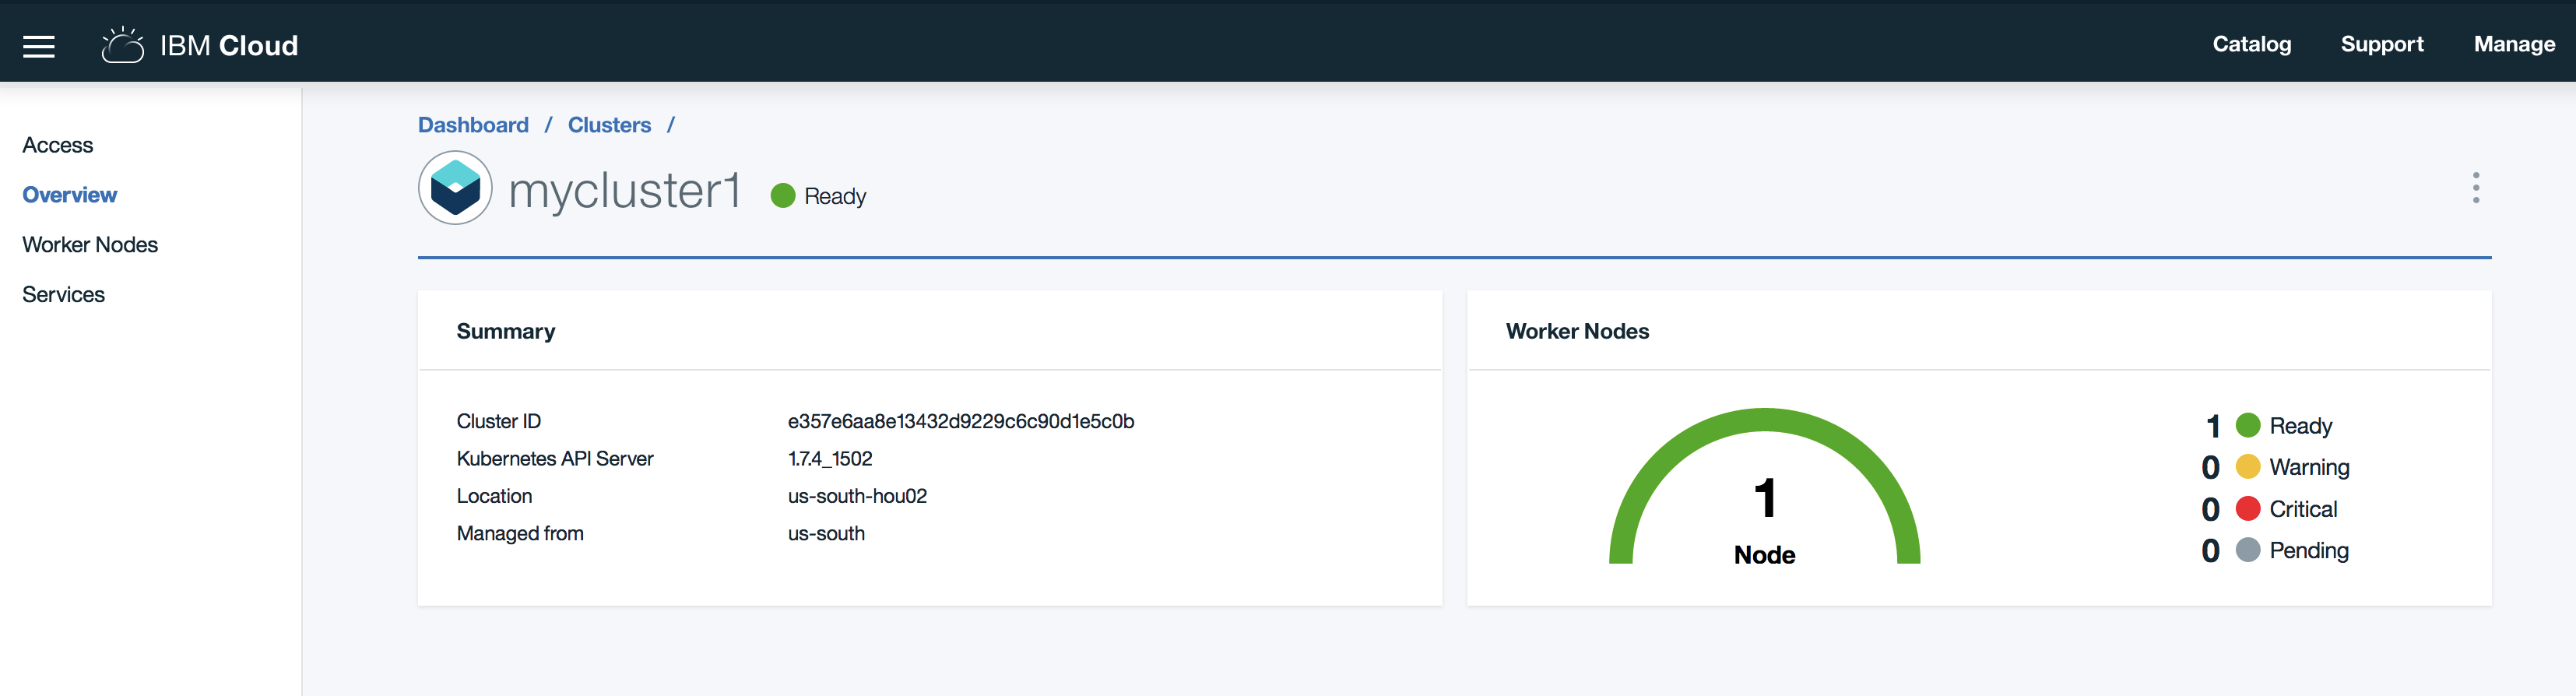 IBM Cloud
Catalog Support Manage
Access
Overview
Worker Nodes
Services
Dashboard / Clusters /
mycluster1 Ready
Summary
Cluster ID e357e6aa8e13432d9229c6c90d1e5c0b
Kubernetes API Server 1.7.4_1502
Location us-south-hou02
Managed from us-south
Worker Nodes
1
Node
1 Ready
0 Warning
0 Critical
0 Pending